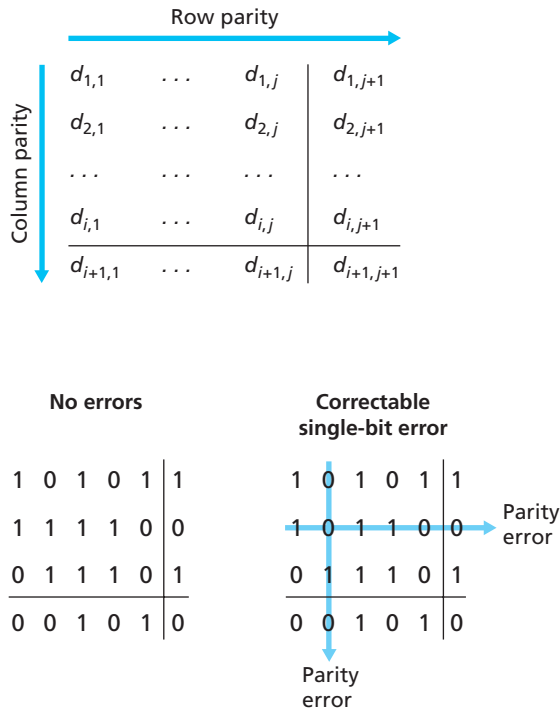 Row parity
Column parity
d1,1 . . . d1, j d1, j+1
d2,1 . . . d2, j d2, j+1
. . . . . . . . . . . .
di,1 . . . di, j di, j+1
di+1,1 . . . di+1, j di+1, j+1
No errors
1 0 1 0 1 1
1 1 1 1 0 0
0 1 1 1 0 1
0 0 1 0 1 0
Correctable
single-bit error
1 0 1 0 1 1
1 0 1 1 0 0
Parity
error
0 1 1 1 0 1
0 0 1 0 1 0
Parity
error